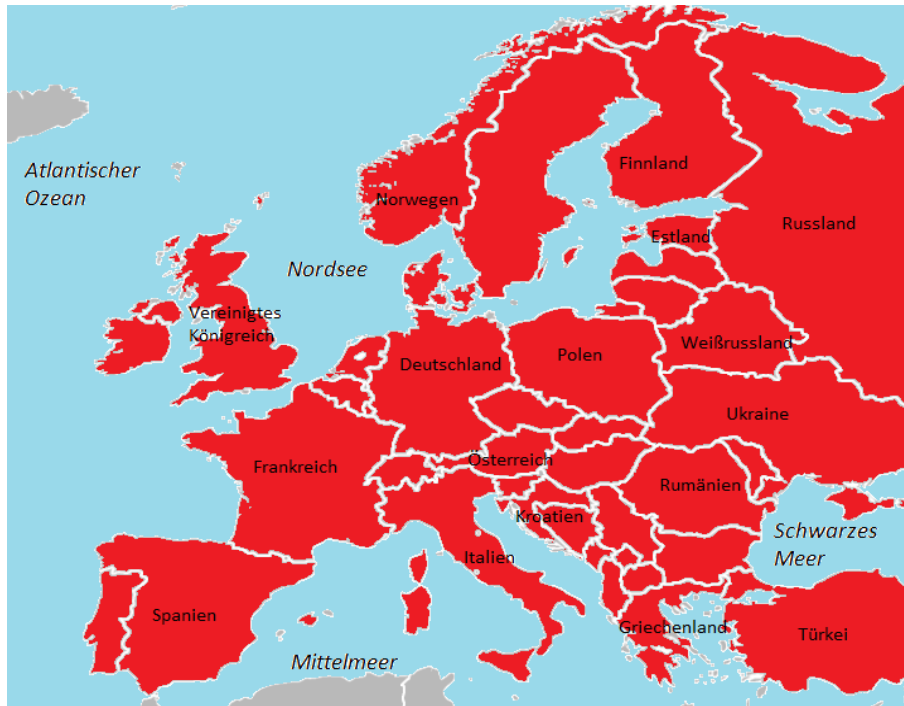 Atlantischer
Ozean
Finnland
Norwegen
Russland
Estland
Nordsee
Vereinigtes
Königreich
Weißrussland
Deutschland
Polen
Ukraine
Frankreich
Österreich
Rumänien
Kroatien
Schwarzes
Meer
Italien
Spanien
Griechenland
Türkei
Mittelmeer